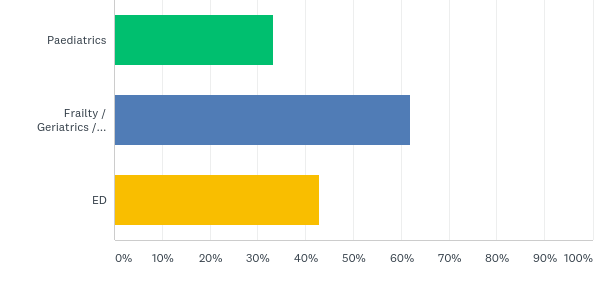 Paediatrics
Frailty /
Geriatrics /...
ED
0% 10% 20% 30% 40% 50% 60% 70% 80% 90% 100%